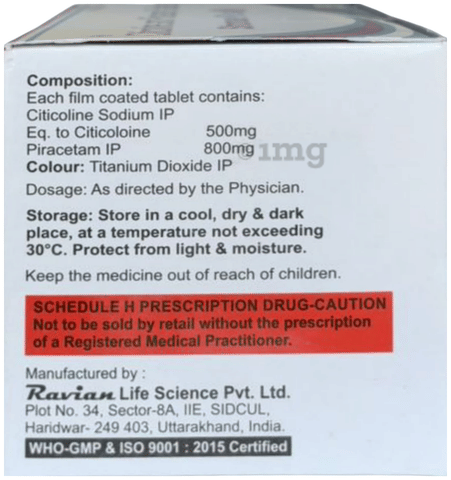 Composition:
Each film coated tablet contains:
Citicoline Sodium IP
Eq. to Citicoloine 500mg
Piracetam IP 800mg
1mg
Colour: Titanium Dioxide IP
Dosage: As directed by the Physician.
Storage: Store in a cool, dry & dark
place, at a temperature not exceeding
30°C. Protect from light & moisture.
Keep the medicine out of reach of children.
SCHEDULE H PRESCRIPTION DRUG-CAUTION
Not to be sold by retail without the prescription
of a Registered Medical Practitioner.
Manufactured by :
Ravian Life Science Pvt. Ltd.
Plot No. 34, Sector-8A, IIE, SIDCUL,
Haridwar- 249 403, Uttarakhand, India.
WHO-GMP & ISO 9001 : 2015 Certified